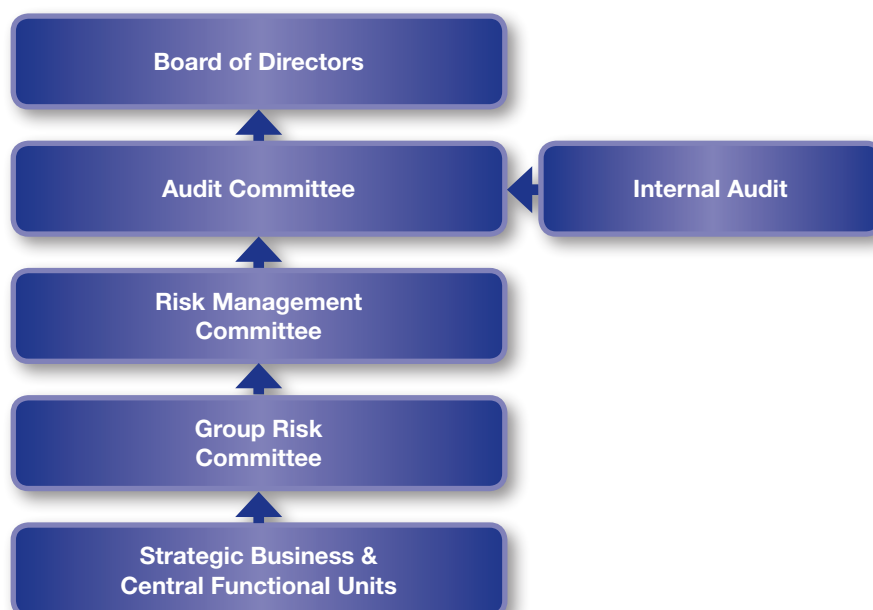 Board of Directors
Audit Committee
Internal Audit
Risk Management
Committee
Group Risk
Committee
Strategic Business &
Central Functional Units